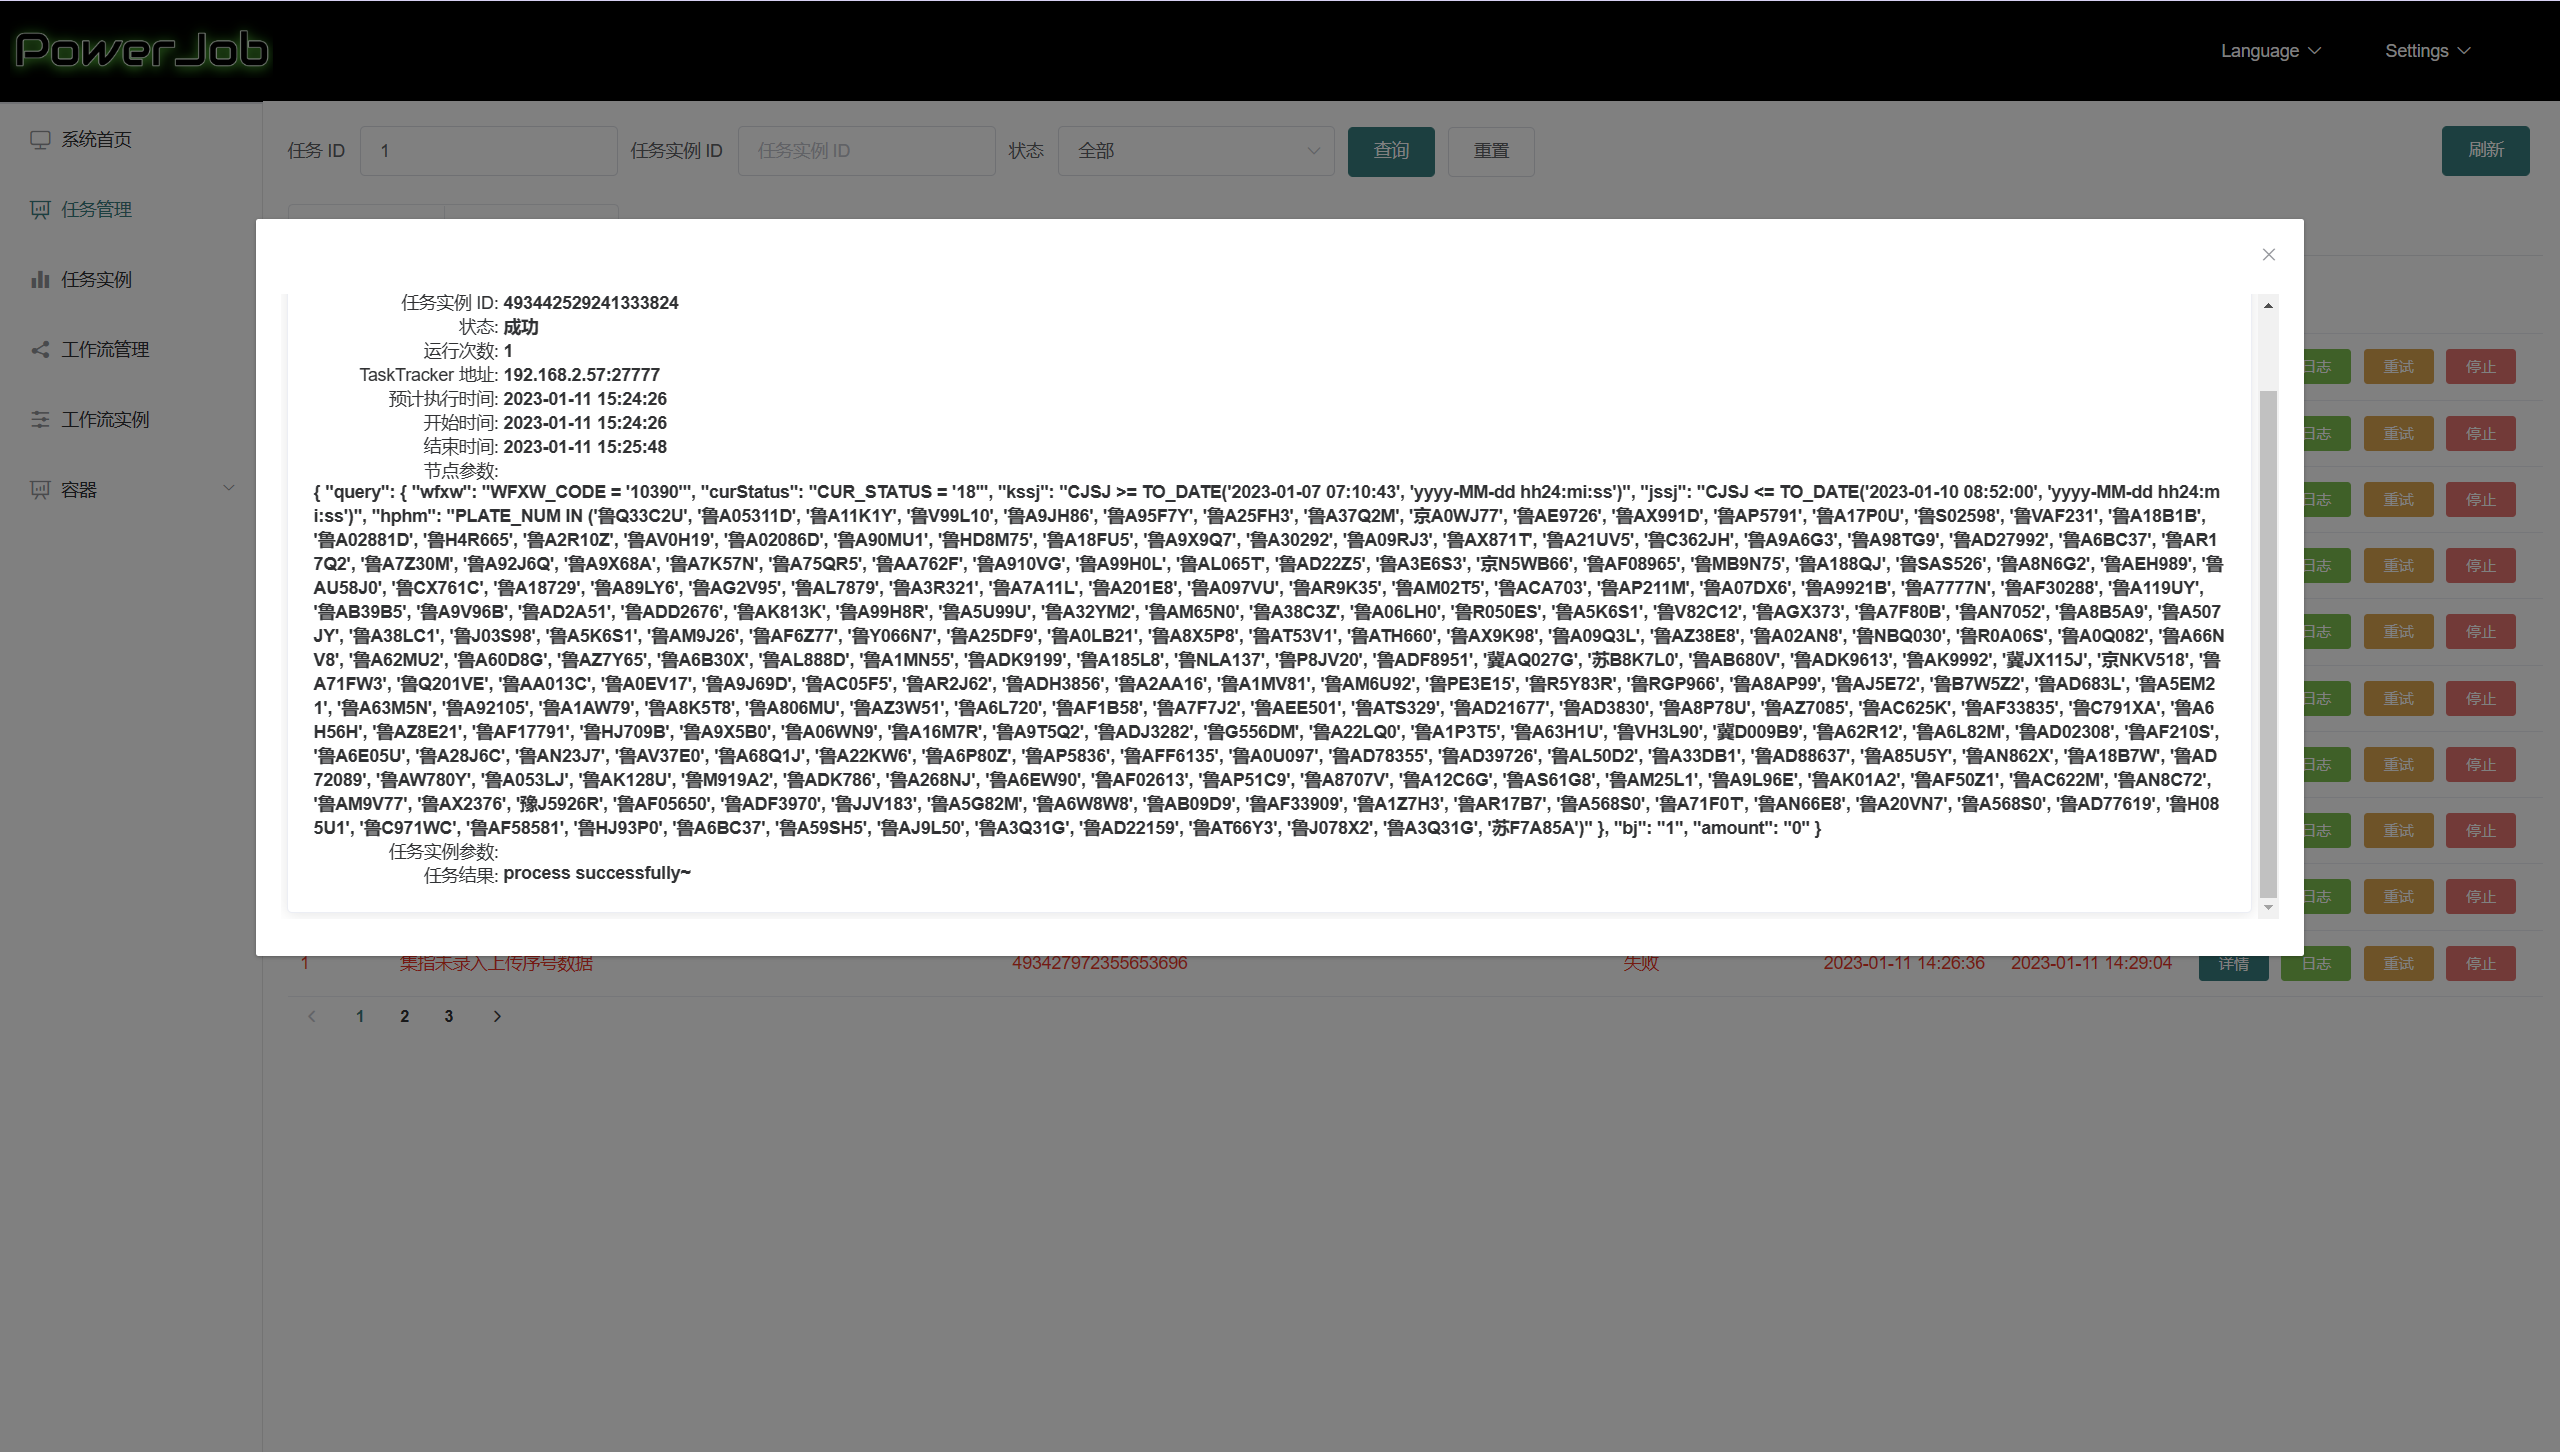 PowerJob
Language
Settings
系统首页
任务管理
任务实例
工作流管理
工作流实例
容器
任务 ID 1 任务实例 ID 任务实例 ID 状态 全部 查询 重置 刷新
任务实例 ID: 493442529241333824
状态: 成功
运行次数: 1
TaskTracker 地址: 192.168.2.57:27777
预计执行时间: 2023-01-11 15:24:26
开始时间: 2023-01-11 15:24:26
结束时间: 2023-01-11 15:25:48
节点参数:
{ "query": { "wfxw": "WFXW_CODE = '10390'", "curStatus": "CUR_STATUS = '18'", "kssj": "CJSJ >= TO_DATE('2023-01-07 07:10:43', 'yyyy-MM-dd hh24:mi:ss')", "jssj": "CJSJ <= TO_DATE('2023-01-10 08:52:00', 'yyyy-MM-dd hh24:m
i:ss')", "hphm": "PLATE_NUM IN ('鲁Q33C2U', '鲁A05311D', '鲁A11K1Y', '鲁V99L10', '鲁A9JH86', '鲁A95F7Y', '鲁A25FH3', '鲁A37Q2M', '京A0WJ77', '鲁AE9726', '鲁AX991D', '鲁AP5791', '鲁A17P0U', '鲁S02598', '鲁VAF231', '鲁A18B1B',
'鲁A02881D', '鲁H4R665', '鲁A2R10Z', '鲁AV0H19', '鲁A02086D', '鲁A90MU1', '鲁HD8M75', '鲁A18FU5', '鲁A9X9Q7', '鲁A30292', '鲁A09RJ3', '鲁AX871T', '鲁A21UV5', '鲁C362JH', '鲁A9A6G3', '鲁A98TG9', '鲁AD27992', '鲁A6BC37', '鲁AR1
7Q2', '鲁A7Z30M', '鲁A92J6Q', '鲁A9X68A', '鲁A7K57N', '鲁A75QR5', '鲁AA762F', '鲁A910VG', '鲁A99H0L', '鲁AL065T', '鲁AD22Z5', '鲁A3E6S3', '京N5WB66', '鲁AF08965', '鲁MB9N75', '鲁A188QJ', '鲁SAS526', '鲁A8N6G2', '鲁AEH989', '鲁
AU58J0', '鲁CX761C', '鲁A18729', '鲁A89LY6', '鲁AG2V95', '鲁AL7879', '鲁A3R321', '鲁A7A11L', '鲁A201E8', '鲁A097VU', '鲁AR9K35', '鲁AM02T5', '鲁ACA703', '鲁AP211M', '鲁A07DX6', '鲁A9921B', '鲁A7777N', '鲁AF30288', '鲁A119UY',
'鲁AB39B5', '鲁A9V96B', '鲁AD2A51', '鲁ADD2676', '鲁AK813K', '鲁A99H8R', '鲁A5U99U', '鲁A32YM2', '鲁AM65N0', '鲁A38C3Z', '鲁A06LH0', '鲁R050ES', '鲁A5K6S1', '鲁V82C12', '鲁AGX373', '鲁A7F80B', '鲁AN7052', '鲁A8B5A9', '鲁A507
JY', '鲁A38LC1', '鲁J03S98', '鲁A5K6S1', '鲁AM9J26', '鲁AF6Z77', '鲁Y066N7', '鲁A25DF9', '鲁A0LB21', '鲁A8X5P8', '鲁AT53V1', '鲁ATH660', '鲁AX9K98', '鲁A09Q3L', '鲁AZ38E8', '鲁A02AN8', '鲁NBQ030', '鲁R0A06S', '鲁A0Q082', '鲁A66N
V8', '鲁A62MU2', '鲁A60D8G', '鲁AZ7Y65', '鲁A6B30X', '鲁AL888D', '鲁A1MN55', '鲁ADK9199', '鲁A185L8', '鲁NLA137', '鲁P8JV20', '鲁ADF8951', '冀AQ027G', '苏B8K7L0', '鲁AB680V', '鲁ADK9613', '鲁AK9992', '冀JX115J', '京NKV518', '鲁
A71FW3', '鲁Q201VE', '鲁AA013C', '鲁A0EV17', '鲁A9J69D', '鲁AC05F5', '鲁AR2J62', '鲁ADH3856', '鲁A2AA16', '鲁A1MV81', '鲁AM6U92', '鲁PE3E15', '鲁R5Y83R', '鲁RGP966', '鲁A8AP99', '鲁AJ5E72', '鲁B7W5Z2', '鲁AD683L', '鲁A5EM2
1', '鲁A63M5N', '鲁A92105', '鲁A1AW79', '鲁A8K5T8', '鲁A806MU', '鲁AZ3W51', '鲁A6L720', '鲁AF1B58', '鲁A7F7J2', '鲁AEE501', '鲁ATS329', '鲁AD21677', '鲁AD3830', '鲁A8P78U', '鲁AZ7085', '鲁AC625K', '鲁AF33835', '鲁C791XA', '鲁A6
H56H', '鲁AZ8E21', '鲁AF17791', '鲁HJ709B', '鲁A9X5B0', '鲁A06WN9', '鲁A16M7R', '鲁A9T5Q2', '鲁ADJ3282', '鲁G556DM', '鲁A22LQ0', '鲁A1P3T5', '鲁A63H1U', '鲁VH3L90', '冀D009B9', '鲁A62R12', '鲁A6L82M', '鲁AD02308', '鲁AF210S',
'鲁A6E05U', '鲁A28J6C', '鲁AN23J7', '鲁AV37E0', '鲁A68Q1J', '鲁A22KW6', '鲁A6P80Z', '鲁AP5836', '鲁AFF6135', '鲁A0U097', '鲁AD78355', '鲁AD39726', '鲁AL50D2', '鲁A33DB1', '鲁AD88637', '鲁A85U5Y', '鲁AN862X', '鲁A18B7W', '鲁AD
72089', '鲁AW780Y', '鲁A053LJ', '鲁AK128U', '鲁M919A2', '鲁ADK786', '鲁A268NJ', '鲁A6EW90', '鲁AF02613', '鲁AP51C9', '鲁A8707V', '鲁A12C6G', '鲁AS61G8', '鲁AM25L1', '鲁A9L96E', '鲁AK01A2', '鲁AF50Z1', '鲁AC622M', '鲁AN8C72',
'鲁AM9V77', '鲁AX2376', '豫J5926R', '鲁AF05650', '鲁ADF3970', '鲁JJV183', '鲁A5G82M', '鲁A6W8W8', '鲁AB09D9', '鲁AF33909', '鲁A1Z7H3', '鲁AR17B7', '鲁A568S0', '鲁A71F0T', '鲁AN66E8', '鲁A20VN7', '鲁A568S0', '鲁AD77619', '鲁H08
5U1', '鲁C971WC', '鲁AF58581', '鲁HJ93P0', '鲁A6BC37', '鲁A59SH5', '鲁AJ9L50', '鲁A3Q31G', '鲁AD22159', '鲁AT66Y3', '鲁J078X2', '鲁A3Q31G', '苏F7A85A')" }, "bj": "1", "amount": "0" }
任务实例参数:
任务结果: process successfully~
日志 重试 停止
日志 重试 停止
日志 重试 停止
日志 重试 停止
日志 重试 停止
日志 重试 停止
日志 重试 停止
日志 重试 停止
日志 重试 停止
1 集指未录入上传序号数据 493427972355653696 失败 2023-01-11 14:26:36 2023-01-11 14:29:04 详情 日志 重试 停止
1 2 3